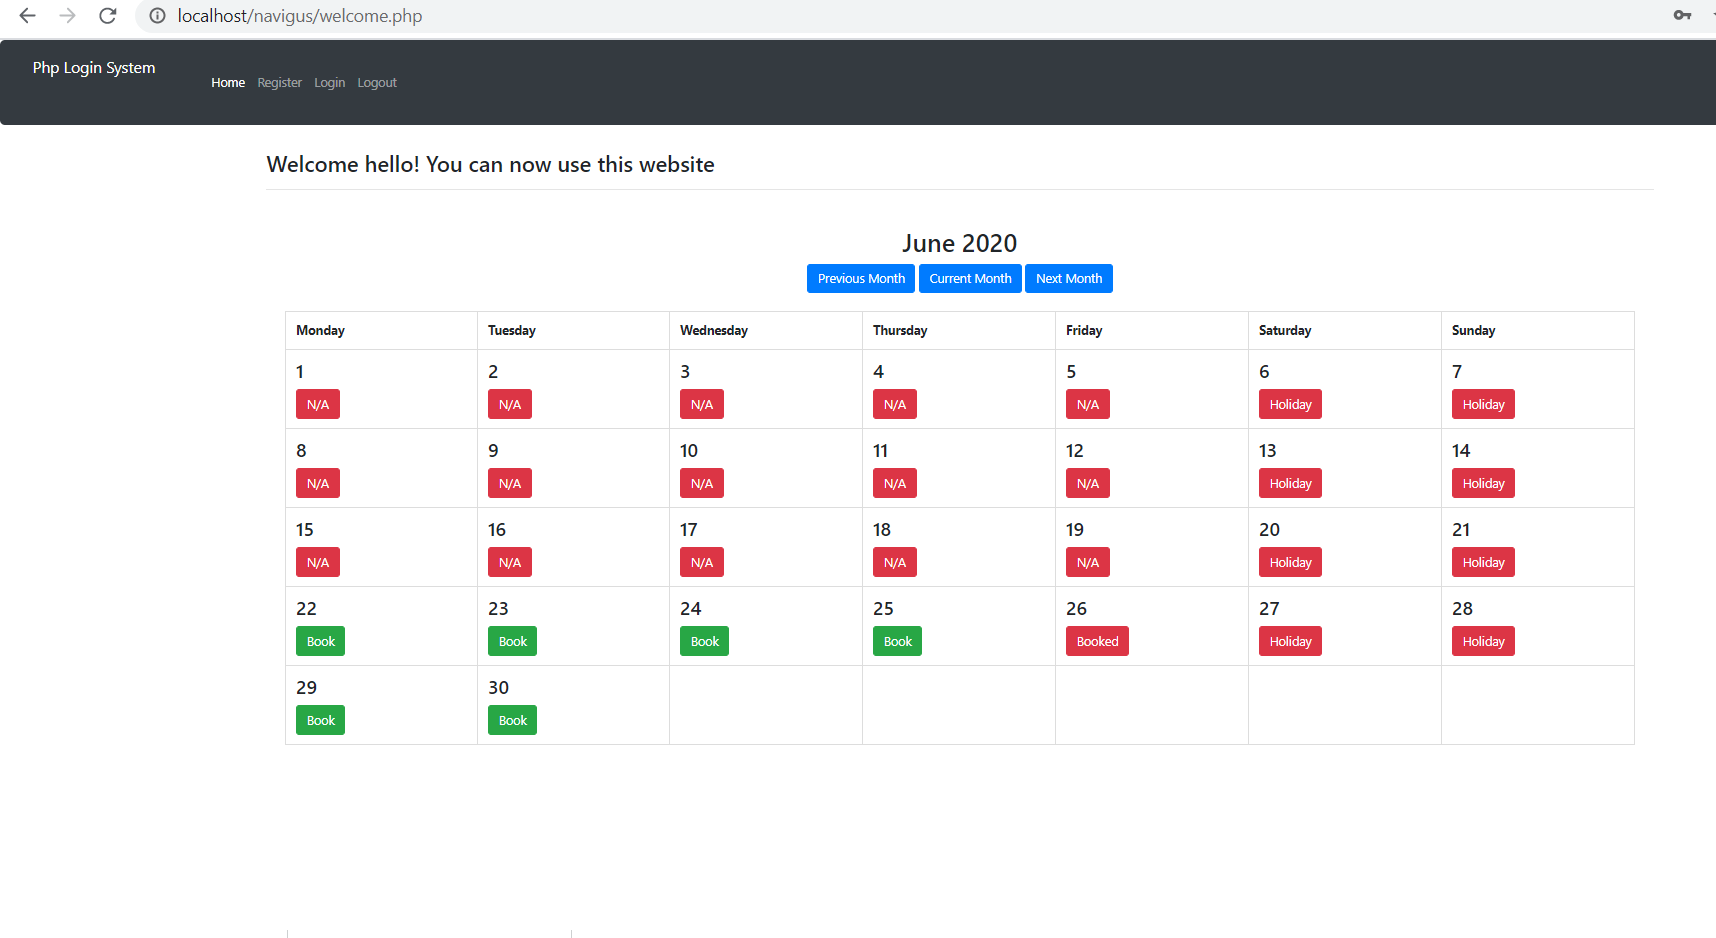 localhost/navigus/welcome.php
Php Login System
Home Register Login Logout
Welcome hello! You can now use this website
June 2020
Previous Month Current Month Next Month
Monday Tuesday Wednesday Thursday Friday Saturday Sunday
1 2 3 4 5 6 7
N/A N/A N/A N/A N/A Holiday Holiday
8 9 10 11 12 13 14
N/A N/A N/A N/A N/A Holiday Holiday
15 16 17 18 19 20 21
N/A N/A N/A N/A N/A Holiday Holiday
22 23 24 25 26 27 28
Book Book Book Book Booked Holiday Holiday
29 30
Book Book